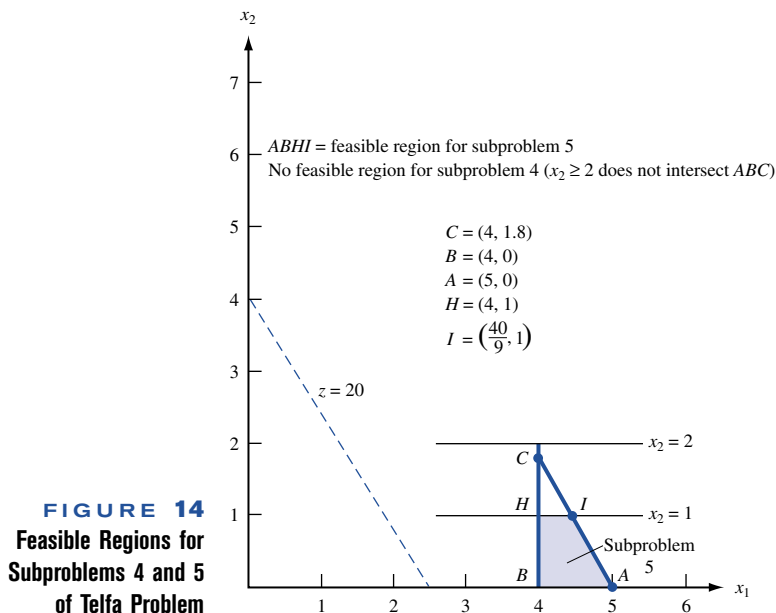 x₂
7
6
5
4
3
2
1
ABHI = feasible region for subproblem 5
No feasible region for subproblem 4 (x₂ ≥ 2 does not intersect ABC)
C = (4, 1.8)
B = (4, 0)
A = (5, 0)
H = (4, 1)
I = (40/9, 1)
z = 20
x₂ = 2
C
H
I
x₂ = 1
Subproblem
5
B
A
x₁
1
2
3
4
5
6
FIGURE 14
Feasible Regions for
Subproblems 4 and 5
of Telfa Problem